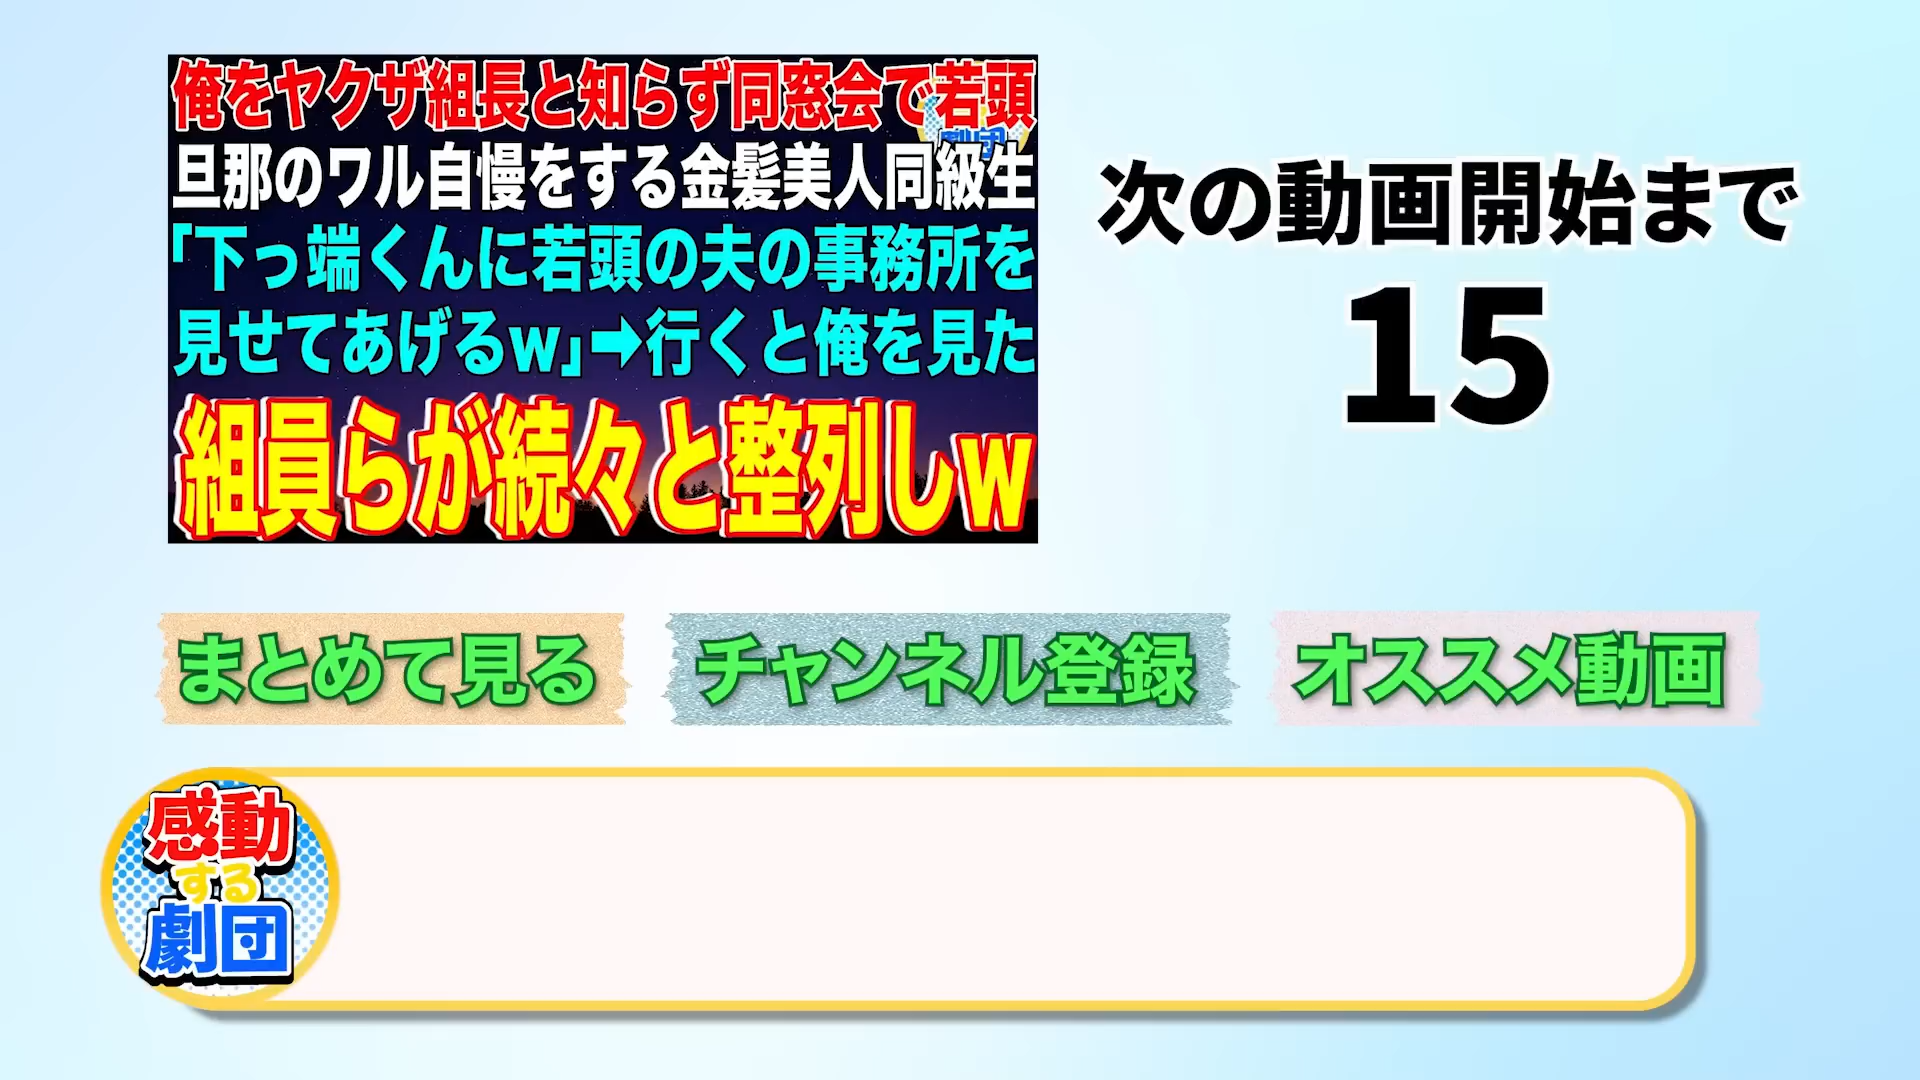 俺をヤクザ組長と知らず同窓会で若頭
旦那のワル自慢をする金髪美人同級生
「下っ端くんに若頭の夫の事務所を
見せてあげるｗ」➡行くと俺を見た
組員らが続々と整列しｗ
次の動画開始まで
15
まとめて見る
チャンネル登録
オススメ動画
感動
する
劇団